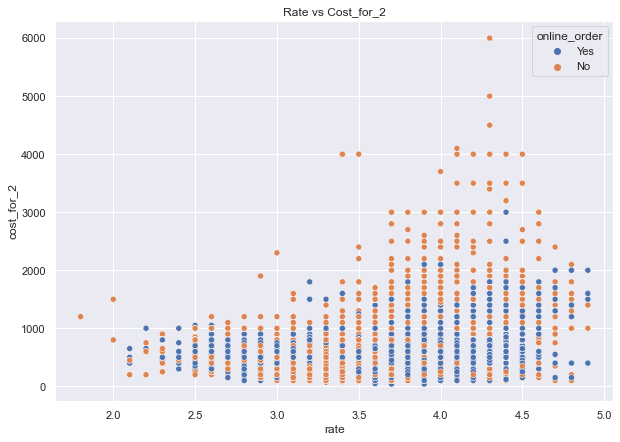 Rate vs Cost_for_2
online_order
Yes
No
6000
5000
4000
3000
2000
1000
0
cost_for_2
2.0 2.5 3.0 3.5 4.0 4.5 5.0
rate